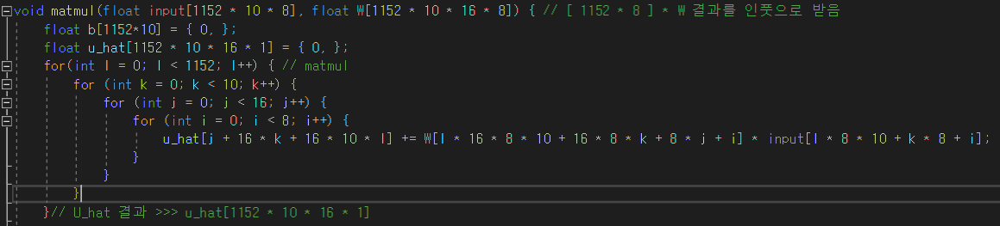 void matmul(float input[1152 * 10 * 8], float W[1152 * 10 * 16 * 8]) { // [ 1152 * 8 ] * W 결과를 인풋으로 받음
float b[1152*10] = { 0, };
float u_hat[1152 * 10 * 16 * 1] = { 0, };
for(int l = 0; l < 1152; l++) { // matmul
for (int k = 0; k < 10; k++) {
for (int j = 0; j < 16; j++) {
for (int i = 0; i < 8; i++) {
u_hat[j + 16 * k + 16 * 10 * l] += W[l * 16 * 8 * 10 + 16 * 8 * k + 8 * j + i] * input[l * 8 * 10 + k * 8 + i];
}
}
}
}// U_hat 결과 >>> u_hat[1152 * 10 * 16 * 1]